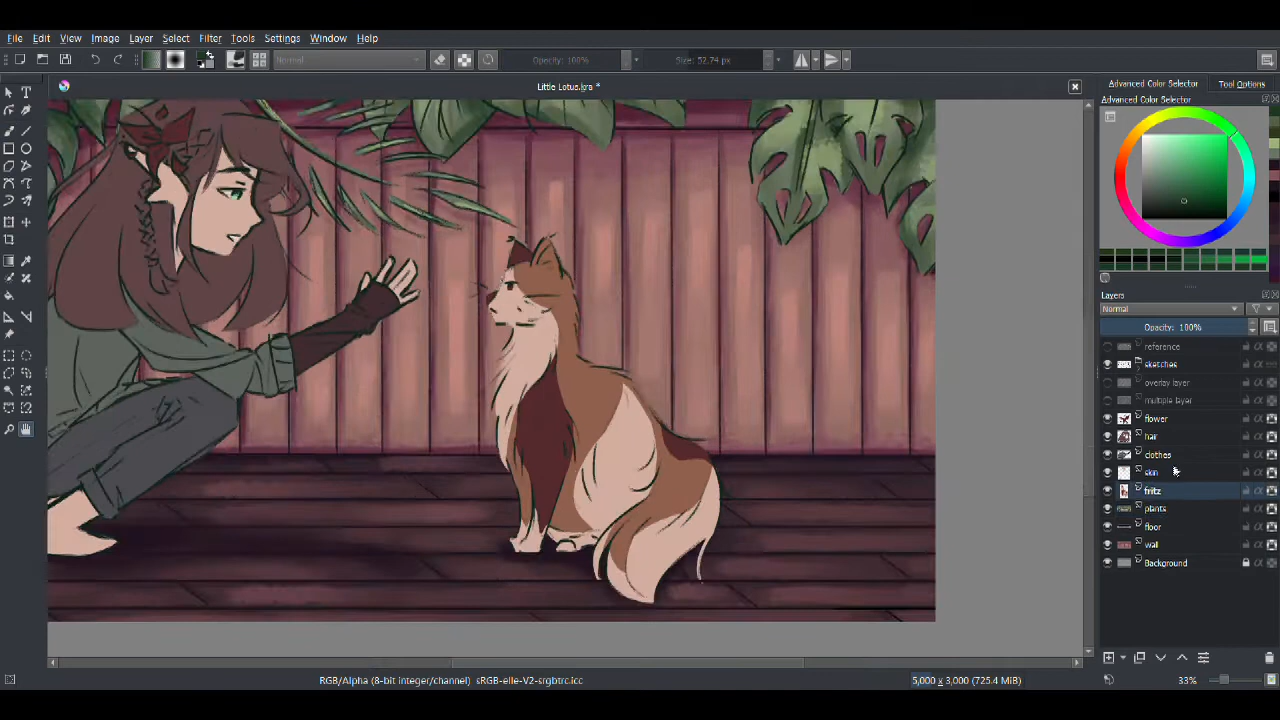 File Edit View Image Layer Select Filter Tools Settings Window Help
Normal Opacity: 100% Size: 52.74 px
Little Lotus.kra *
Advanced Color Selector Tool Options
Advanced Color Selector
Layers
Normal
Opacity: 100%
reference
sketches
overlay layer
multiple layer
flower
hair
clothes
skin
fritz
plants
floor
wall
Background
RGB/Alpha (8-bit integer/channel) sRGB-elle-V2-srgbtrc.icc 5,000 x 3,000 (725.4 MiB) 33%